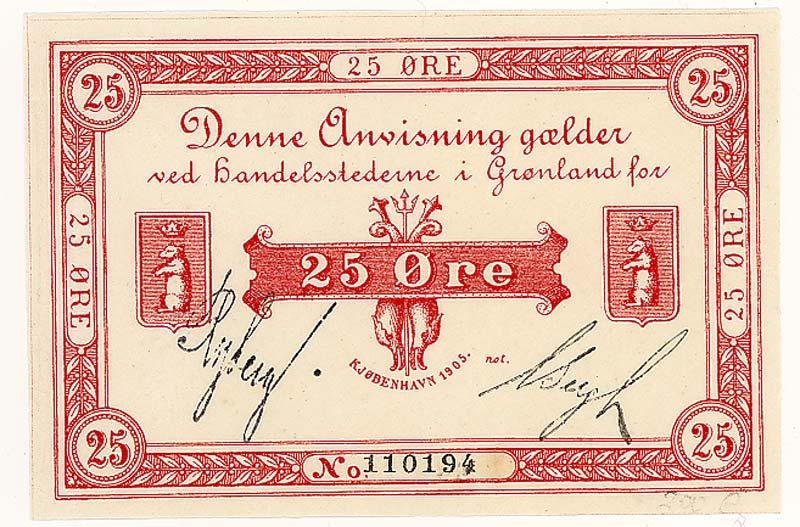 25 ØRE
25 25
Denne Anvisning gælder
ved Handelsstederne i Grønland for
25 ØRE
25 Øre
25 ØRE
KJØBENHAVN 1905. not.
25 25
No 110194